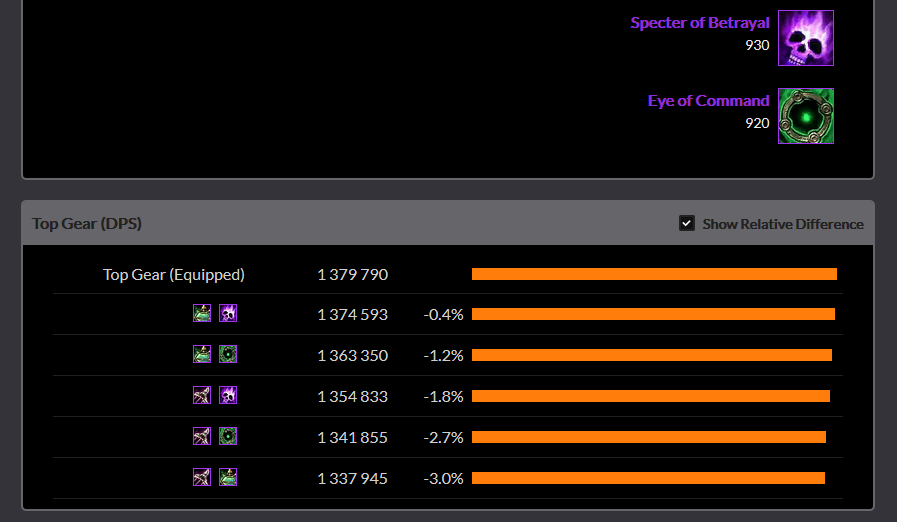 Specter of Betrayal
930
Eye of Command
920
Top Gear (DPS)
Show Relative Difference
Top Gear (Equipped) 1 379 790
1 374 593 -0.4%
1 363 350 -1.2%
1 354 833 -1.8%
1 341 855 -2.7%
1 337 945 -3.0%